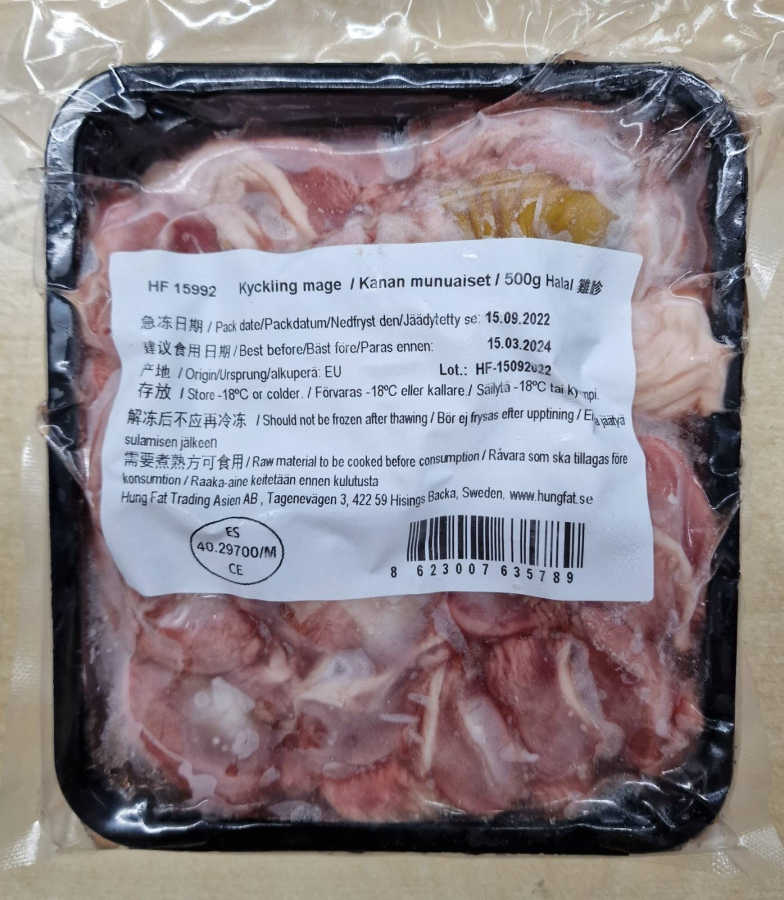 HF 15992 Kyckling mage / Kanan munuaiset / 500g Halal 雞胗
急冻日期 / Pack date/Packdatum/Nedfryst den/Jäädytetty se: 15.09.2022
建议食用日期/Best before/Bäst före/Paras ennen: 15.03.2024
产地 / Origin/Ursprung/alkuperä: EU Lot.: HF-15092022
存放 / Store -18ºC or colder. / Förvaras -18ºC eller kallare./ Säilytä -18ºC tai
解冻后不应再冷冻 / Should not be frozen after thawing / Bör ej frysas efter upptining / jäätyä
sulamisen jälkeen
需要煮熟方可食用/Raw material to be cooked before consumption / Råvara som ska tillagas före
konsumtion / Raaka-aine keitetään ennen kulutusta
Hung Fat Trading Asien AB , Tagenevägen 3, 422 59 Hisings Backa, Sweden, www.hungfat.se
ES
40.29700/M
CE
8 623007 635789